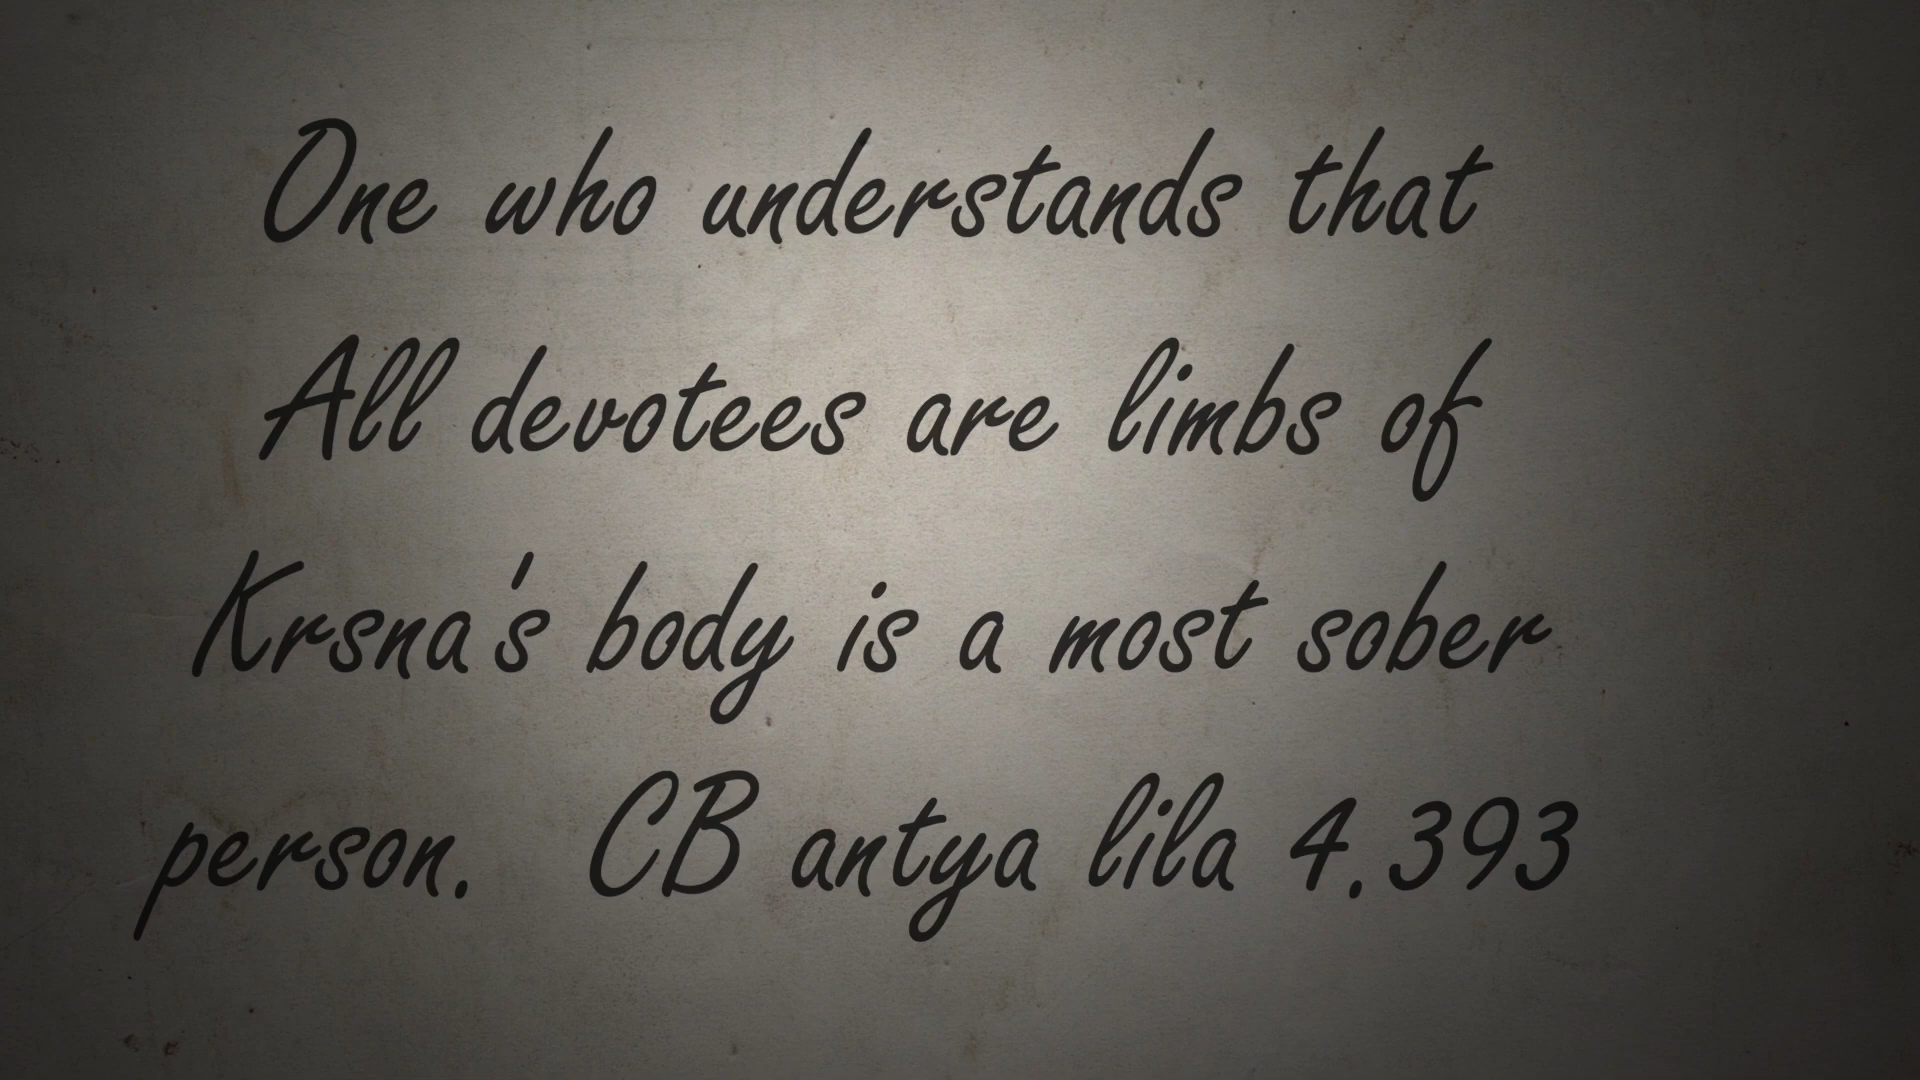 One who understands that
All devotees are limbs of
Krsna's body is a most sober
person. CB antya lila 4.393